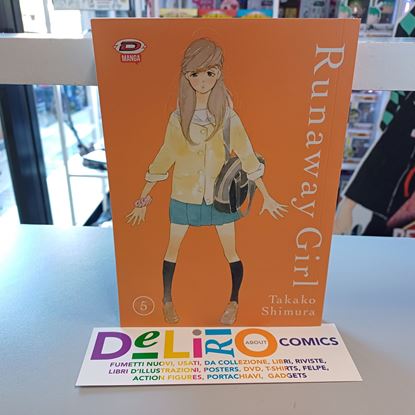 D
MANGA
Runaway Girl
5
Takako
Shimura
DeLiRiO ABOUT COMICS
FUMETTI NUOVI, USATI, DA COLLEZIONE, LIBRI, RIVISTE,
LIBRI D'ILLUSTRAZIONI, POSTERS, DVD, T-SHIRTS, FELPE,
ACTION FIGURES, PORTACHIAVI, GADGETS